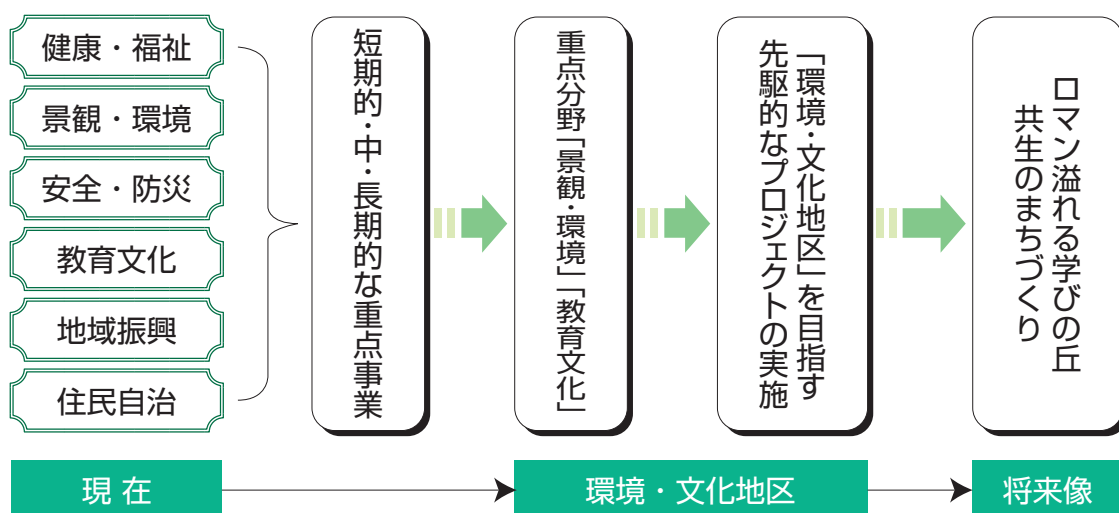 健康・福祉
景観・環境
安全・防災
教育文化
地域振興
住民自治
短期的・中・長期的な重点事業
重点分野「景観・環境」「教育文化」
「環境・文化地区」を目指す
先駆的なプロジェクトの実施
ロマン溢れる学びの丘
共生のまちづくり
現在
環境・文化地区
将来像